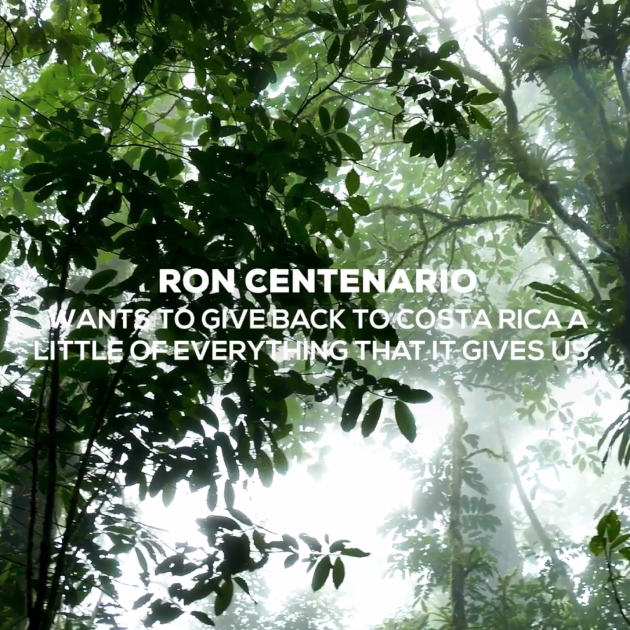 RON CENTENARIO
WANTS TO GIVE BACK TO COSTA RICA A
LITTLE OF EVERYTHING THAT IT GIVES US.